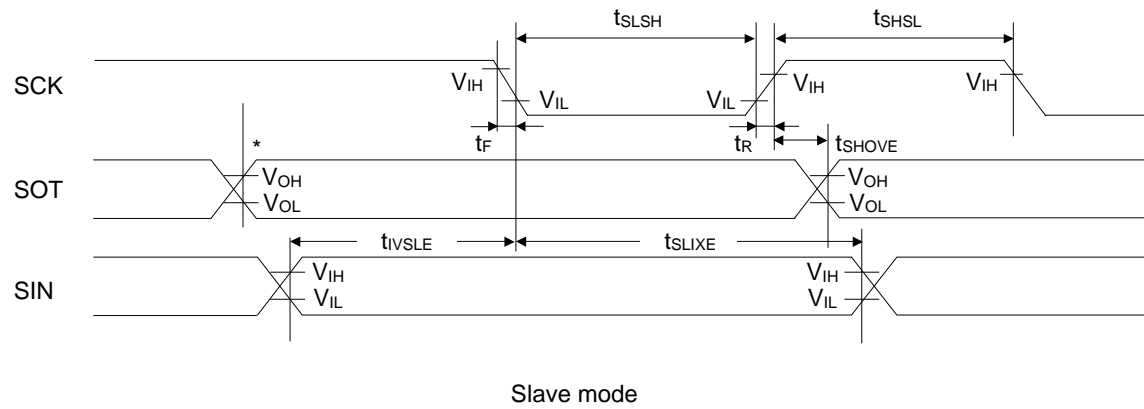 tSLSH tSHSL
SCK VIH VIL VIL VIH VIH
tF tR tSHOVE
*
SOT VOH VOH
VOL VOL
tIVSLE tSLIXE
SIN VIH VIH
VIL VIL
Slave mode